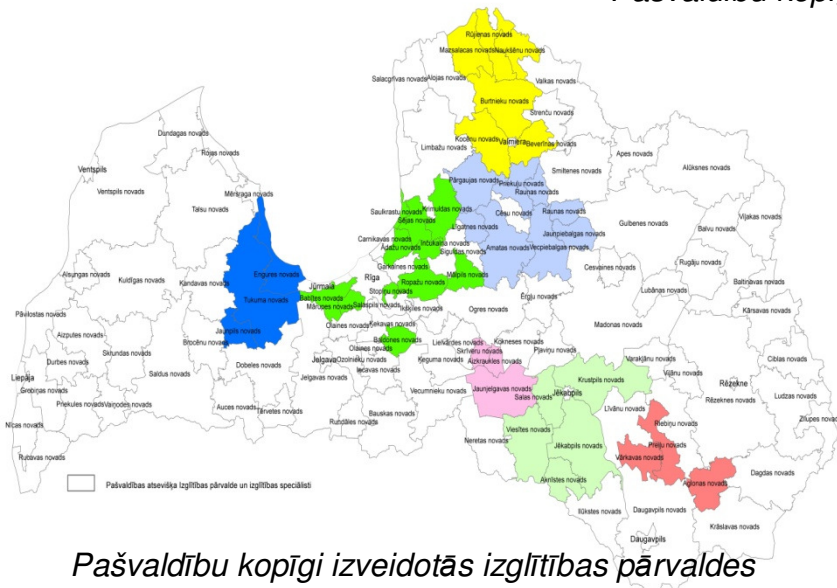 Rūjienas novads
Mazsalacas novads
Naukšēnu novads
Salacgrīvas novads
Alojas novads
Valkas novads
Burtnieku novads
Strenču novads
Kocēnu novads
Valmiera
Beverīnas novads
Limbažu novads
Smiltenes novads
Apes novads
Alūksnes novads
Dundagas novads
Rojas novads
Ventspils
Ventspils novads
Mērsraga novads
Talsu novads
Pārgaujas novads
Priekuļu novads
Raunas novads
Cēsu novads
Raunas novads
Līgatnes novads
Jaunpiebalgas novads
Amatas novads
Vecpiebalgas novads
Gulbenes novads
Balvu novads
Viļakas novads
Saulkrastu novads
Sējas novads
Krimuldas novads
Carnikavas novads
Ādažu novads
Inčukalna novads
Siguldas novads
Garkalnes novads
Mālpils novads
Ropažu novads
Rīga
Stopiņu novads
Jūrmala
Babītes novads
Mārupes novads
Salaspils novads
Ikšķiles novads
Ogres novads
Ērgļu novads
Cesvaines novads
Rugāju novads
Lubānas novads
Baltinavas novads
Kārsavas novads
Madonas novads
Alsungas novads
Kuldīgas novads
Kandavas novads
Engures novads
Tukuma novads
Pāvilostas novads
Jaunpils novads
Brocēnu novads
Aizputes novads
Skrundas novads
Durbes novads
Saldus novads
Dobeles novads
Liepāja
Grobiņas novads
Priekules novads
Vaiņodes novads
Auces novads
Tērvetes novads
Nīcas novads
Rucavas novads
Olaines novads
Ķekavas novads
Baldones novads
Olaines novads
Jelgava
Ozolnieku novads
Iecavas novads
Jelgavas novads
Bauskas novads
Rundāles novads
Vecumnieku novads
Ķeguma novads
Lielvārdes novads
Skrīveru novads
Kokneses novads
Aizkraukles novads
Pļaviņu novads
Jaunjelgavas novads
Salas novads
Jēkabpils
Krustpils novads
Varakļānu novads
Viļānu novads
Rēzekne
Rēzeknes novads
Ciblas novads
Ludzas novads
Zilupes novads
Līvānu novads
Riebiņu novads
Preiļu novads
Vārkavas novads
Viesītes novads
Jēkabpils novads
Neretas novads
Aknīstes novads
Aglonas novads
Dagdas novads
Ilūkstes novads
Daugavpils novads
Daugavpils
Krāslavas novads
Pašvaldības atsevišķa Izglītības pārvalde un izglītības speciālisti
Pašvaldību kopīgi izveidotās izglītības pārvaldes